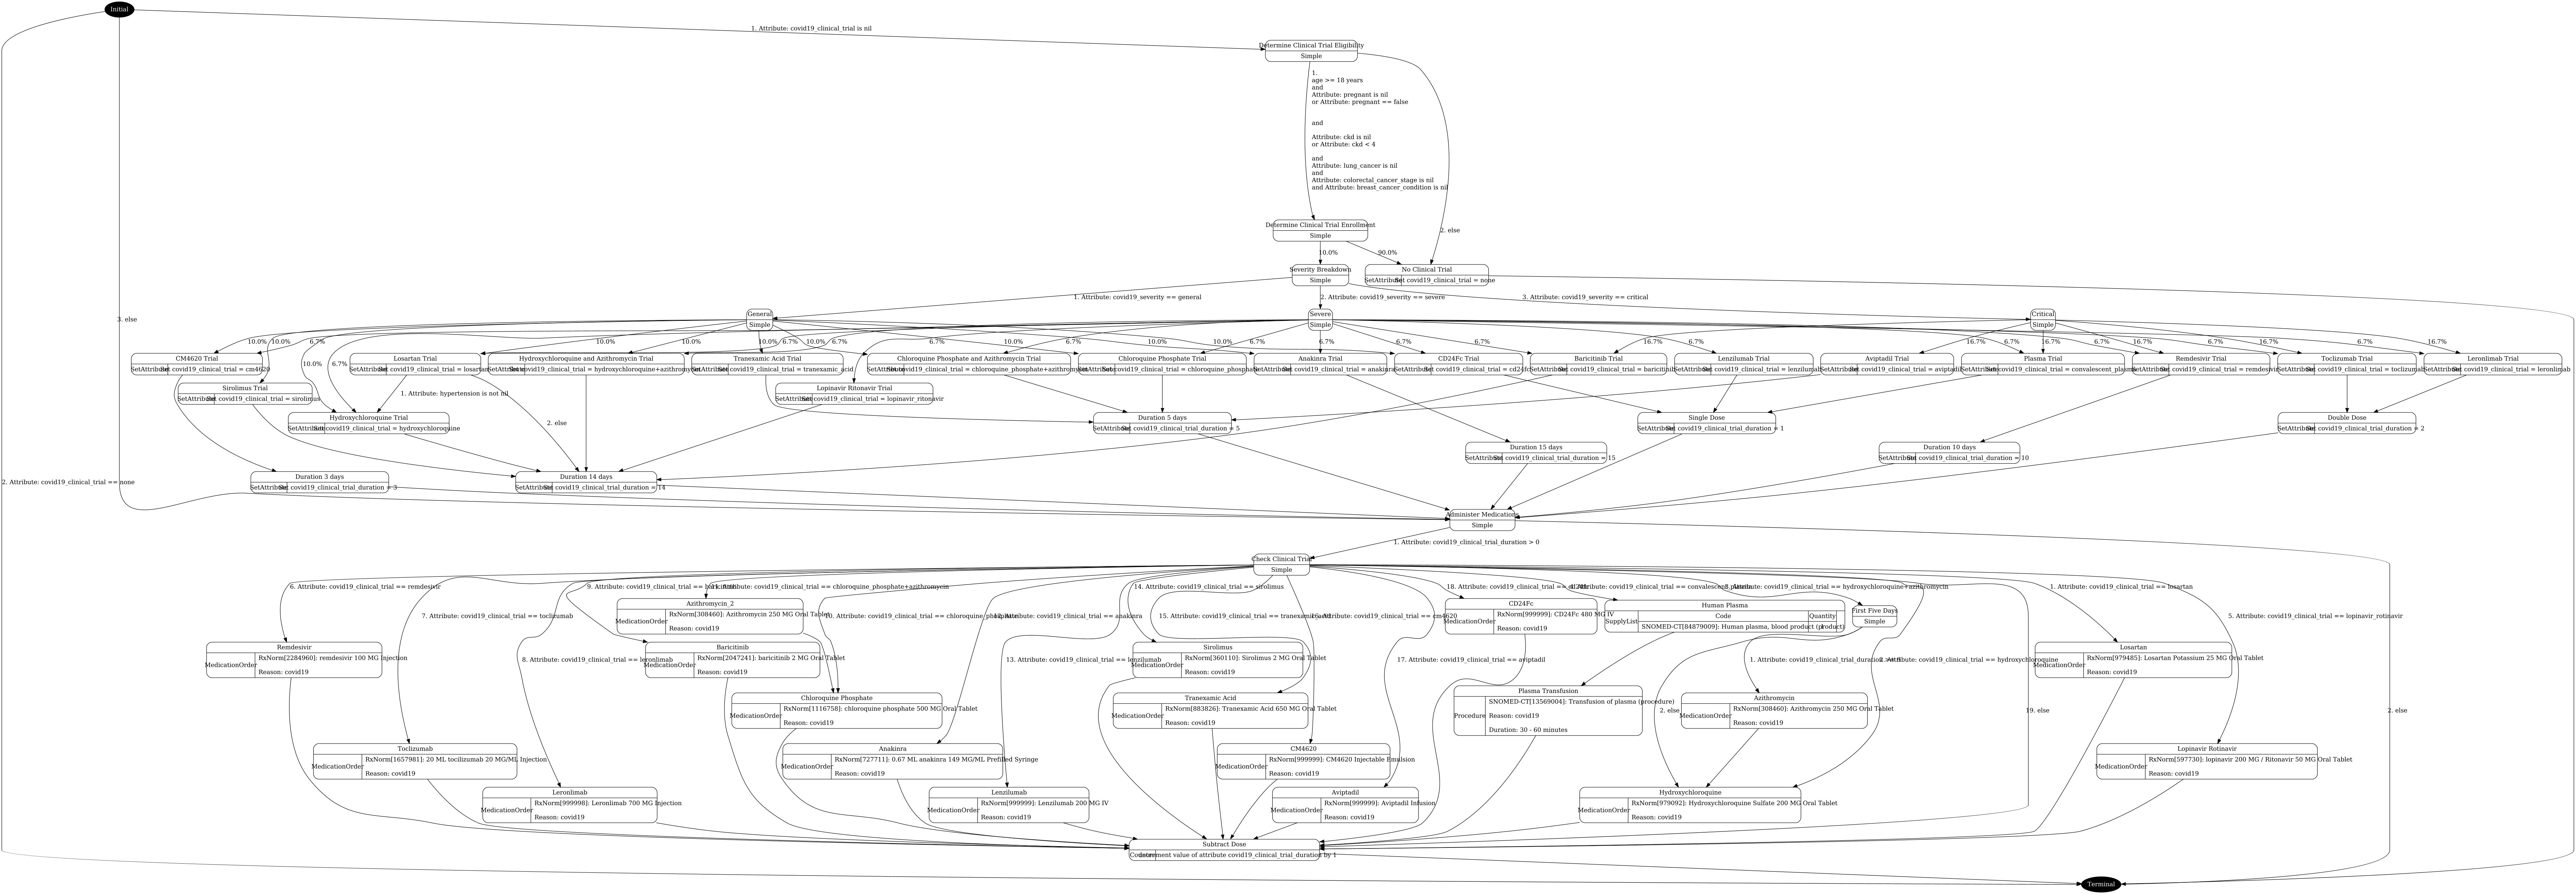 Initial
1. Attribute: covid19_clinical_trial is nil
Determine Clinical Trial Eligibility
Simple
1.
age >= 18 years
and
Attribute: pregnant is nil
or Attribute: pregnant == false
and
Attribute: ckd is nil
or Attribute: ckd < 4
and
Attribute: lung_cancer is nil
and
Attribute: colorectal_cancer_stage is nil
and Attribute: breast_cancer_condition is nil
2. else
Determine Clinical Trial Enrollment
Simple
10.0%
90.0%
Severity Breakdown
Simple
No Clinical Trial
SetAttribute
Set covid19_clinical_trial = none
1. Attribute: covid19_severity == general
2. Attribute: covid19_severity == severe
3. Attribute: covid19_severity == critical
3. else
General
Simple
Severe
Simple
Critical
Simple
10.0%
10.0%
6.7%
10.0%
6.7%
10.0%
10.0%
6.7%
10.0%
6.7%
10.0%
6.7%
6.7%
6.7%
10.0%
6.7%
10.0%
10.0%
6.7%
6.7%
6.7%
16.7%
6.7%
16.7%
6.7%
16.7%
6.7%
16.7%
6.7%
16.7%
6.7%
16.7%
CM4620 Trial
SetAttribute
Set covid19_clinical_trial = cm4620
Losartan Trial
SetAttribute
Set covid19_clinical_trial = losartan
Hydroxychloroquine and Azithromycin Trial
SetAttribute
Set covid19_clinical_trial = hydroxychloroquine+azithromycin
Tranexamic Acid Trial
SetAttribute
Set covid19_clinical_trial = tranexamic_acid
Chloroquine Phosphate and Azithromycin Trial
SetAttribute
Set covid19_clinical_trial = chloroquine_phosphate+azithromycin
Chloroquine Phosphate Trial
SetAttribute
Set covid19_clinical_trial = chloroquine_phosphate
Anakinra Trial
SetAttribute
Set covid19_clinical_trial = anakinra
CD24Fc Trial
SetAttribute
Set covid19_clinical_trial = cd24fc
Baricitinib Trial
SetAttribute
Set covid19_clinical_trial = baricitinib
Lenzilumab Trial
SetAttribute
Set covid19_clinical_trial = lenzilumab
Aviptadil Trial
SetAttribute
Set covid19_clinical_trial = aviptadil
Plasma Trial
SetAttribute
Set covid19_clinical_trial = convalescent_plasma
Remdesivir Trial
SetAttribute
Set covid19_clinical_trial = remdesivir
Toclizumab Trial
SetAttribute
Set covid19_clinical_trial = toclizumab
Leronlimab Trial
SetAttribute
Set covid19_clinical_trial = leronlimab
Sirolimus Trial
SetAttribute
Set covid19_clinical_trial = sirolimus
Lopinavir Ritonavir Trial
SetAttribute
Set covid19_clinical_trial = lopinavir_ritonavir
1. Attribute: hypertension is not nil
2. else
Hydroxychloroquine Trial
SetAttribute
Set covid19_clinical_trial = hydroxychloroquine
Duration 5 days
SetAttribute
Set covid19_clinical_trial_duration = 5
Single Dose
SetAttribute
Set covid19_clinical_trial_duration = 1
Double Dose
SetAttribute
Set covid19_clinical_trial_duration = 2
Duration 15 days
SetAttribute
Set covid19_clinical_trial_duration = 15
Duration 10 days
SetAttribute
Set covid19_clinical_trial_duration = 10
2. Attribute: covid19_clinical_trial == none
Duration 3 days
SetAttribute
Set covid19_clinical_trial_duration = 3
Duration 14 days
SetAttribute
Set covid19_clinical_trial_duration = 14
Administer Medications
Simple
1. Attribute: covid19_clinical_trial_duration > 0
Check Clinical Trial
Simple
6. Attribute: covid19_clinical_trial == remdesivir
9. Attribute: covid19_clinical_trial == baricitinib
11. Attribute: covid19_clinical_trial == chloroquine_phosphate+azithromycin
14. Attribute: covid19_clinical_trial == sirolimus
18. Attribute: covid19_clinical_trial == cd24fc
4. Attribute: covid19_clinical_trial == convalescent_plasma
3. Attribute: covid19_clinical_trial == hydroxychloroquine+azithromycin
1. Attribute: covid19_clinical_trial == losartan
Azithromycin_2
MedicationOrder
RxNorm[308460]: Azithromycin 250 MG Oral Tablet
Reason: covid19
CD24Fc
MedicationOrder
RxNorm[999999]: CD24Fc 480 MG IV
Reason: covid19
Human Plasma
SupplyList
Code
Quantity
SNOMED-CT[84879009]: Human plasma, blood product (product)
1
First Five Days
Simple
7. Attribute: covid19_clinical_trial == toclizumab
10. Attribute: covid19_clinical_trial == chloroquine_phosphate
12. Attribute: covid19_clinical_trial == anakinra
15. Attribute: covid19_clinical_trial == tranexamic_acid
16. Attribute: covid19_clinical_trial == cm4620
5. Attribute: covid19_clinical_trial == lopinavir_rotinavir
Remdesivir
MedicationOrder
RxNorm[2284960]: remdesivir 100 MG Injection
Reason: covid19
8. Attribute: covid19_clinical_trial == leronlimab
Baricitinib
MedicationOrder
RxNorm[2047241]: baricitinib 2 MG Oral Tablet
Reason: covid19
13. Attribute: covid19_clinical_trial == lenzilumab
Sirolimus
MedicationOrder
RxNorm[360110]: Sirolimus 2 MG Oral Tablet
Reason: covid19
17. Attribute: covid19_clinical_trial == aviptadil
1. Attribute: covid19_clinical_trial_duration
2. Attribute: covid19_clinical_trial == hydroxychloroquine
Losartan
MedicationOrder
RxNorm[979485]: Losartan Potassium 25 MG Oral Tablet
Reason: covid19
Chloroquine Phosphate
MedicationOrder
RxNorm[1116758]: chloroquine phosphate 500 MG Oral Tablet
Reason: covid19
Tranexamic Acid
MedicationOrder
RxNorm[883826]: Tranexamic Acid 650 MG Oral Tablet
Reason: covid19
Plasma Transfusion
Procedure
SNOMED-CT[13569004]: Transfusion of plasma (procedure)
Reason: covid19
Duration: 30 - 60 minutes
2. else
Azithromycin
MedicationOrder
RxNorm[308460]: Azithromycin 250 MG Oral Tablet
Reason: covid19
19. else
2. else
Toclizumab
MedicationOrder
RxNorm[1657981]: 20 ML tocilizumab 20 MG/ML Injection
Reason: covid19
Anakinra
MedicationOrder
RxNorm[727711]: 0.67 ML anakinra 149 MG/ML Prefilled Syringe
Reason: covid19
CM4620
MedicationOrder
RxNorm[999999]: CM4620 Injectable Emulsion
Reason: covid19
Lopinavir Rotinavir
MedicationOrder
RxNorm[597730]: lopinavir 200 MG / Ritonavir 50 MG Oral Tablet
Reason: covid19
Leronlimab
MedicationOrder
RxNorm[999998]: Leronlimab 700 MG Injection
Reason: covid19
Lenzilumab
MedicationOrder
RxNorm[999999]: Lenzilumab 200 MG IV
Reason: covid19
Aviptadil
MedicationOrder
RxNorm[999999]: Aviptadil Infusion
Reason: covid19
Hydroxychloroquine
MedicationOrder
RxNorm[979092]: Hydroxychloroquine Sulfate 200 MG Oral Tablet
Reason: covid19
Subtract Dose
Counter
decrement value of attribute covid19_clinical_trial_duration by 1
Terminal